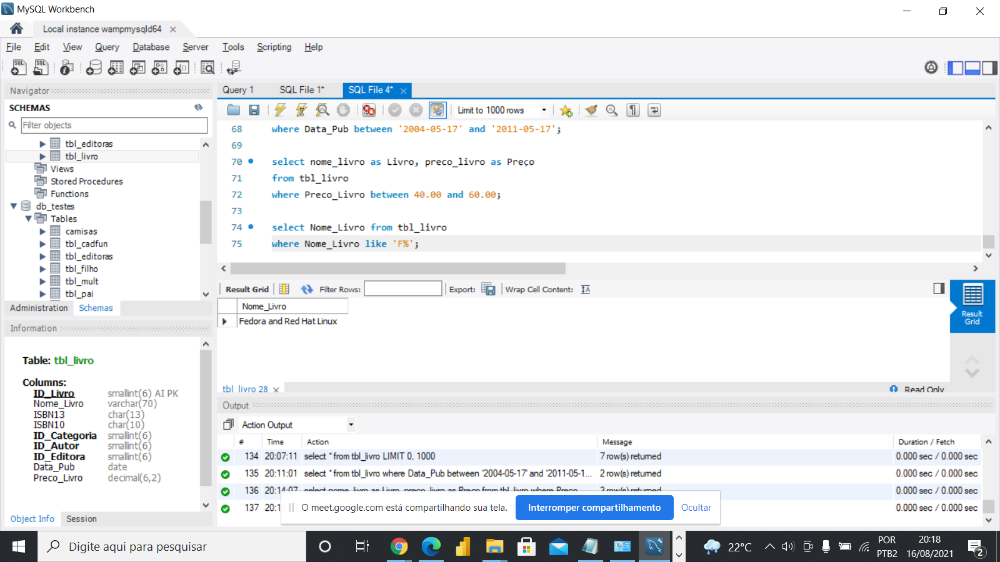 MySQL Workbench
Local instance wampmysqld64
File Edit View Query Database Server Tools Scripting Help
Navigator
SCHEMAS
Filter objects
tbl_editoras
tbl_livro
Views
Stored Procedures
Functions
db_testes
Tables
camisas
tbl_cadfun
tbl_editoras
tbl_filho
tbl_mult
tbl_pai
Administration Schemas
Information
Table: tbl_livro
Columns:
ID_Livro smallint(6) AI PK
Nome_Livro varchar(70)
ISBN13 char(13)
ISBN10 char(10)
ID_Categoria smallint(6)
ID_Autor smallint(6)
ID_Editora smallint(6)
Data_Pub date
Preco_Livro decimal(6,2)
Object Info Session
Query 1 SQL File 1* SQL File 4*
Limit to 1000 rows
68 where Data_Pub between '2004-05-17' and '2011-05-17';
69
70 select nome_livro as Livro, preco_livro as Preço
71 from tbl_livro
72 where Preco_Livro between 40.00 and 60.00;
73
74 select Nome_Livro from tbl_livro
75 where Nome_Livro like 'F%';
Result Grid Filter Rows: Export: Wrap Cell Content:
Nome_Livro
Fedora and Red Hat Linux
Result
Grid
tbl_livro 28
Read Only
Output
Action Output
# Time Action Message Duration / Fetch
134 20:07:11 select * from tbl_livro LIMIT 0, 1000 7 row(s) returned 0.000 sec / 0.000 sec
135 20:11:01 select * from tbl_livro where Data_Pub between '2004-05-17' and '2011-05-1... 2 row(s) returned 0.000 sec / 0.000 sec
136 20:14:07 select nome_livro as Livro, preco_livro as Preço from tbl_livro where Preco_... 2 row(s) returned 0.000 sec / 0.000 sec
137 20:1 0.000 sec / 0.000 sec
O meet.google.com está compartilhando sua tela. Interromper compartilhamento Ocultar
Digite aqui para pesquisar
22°C
POR
PTB2
20:18
16/08/2021
2